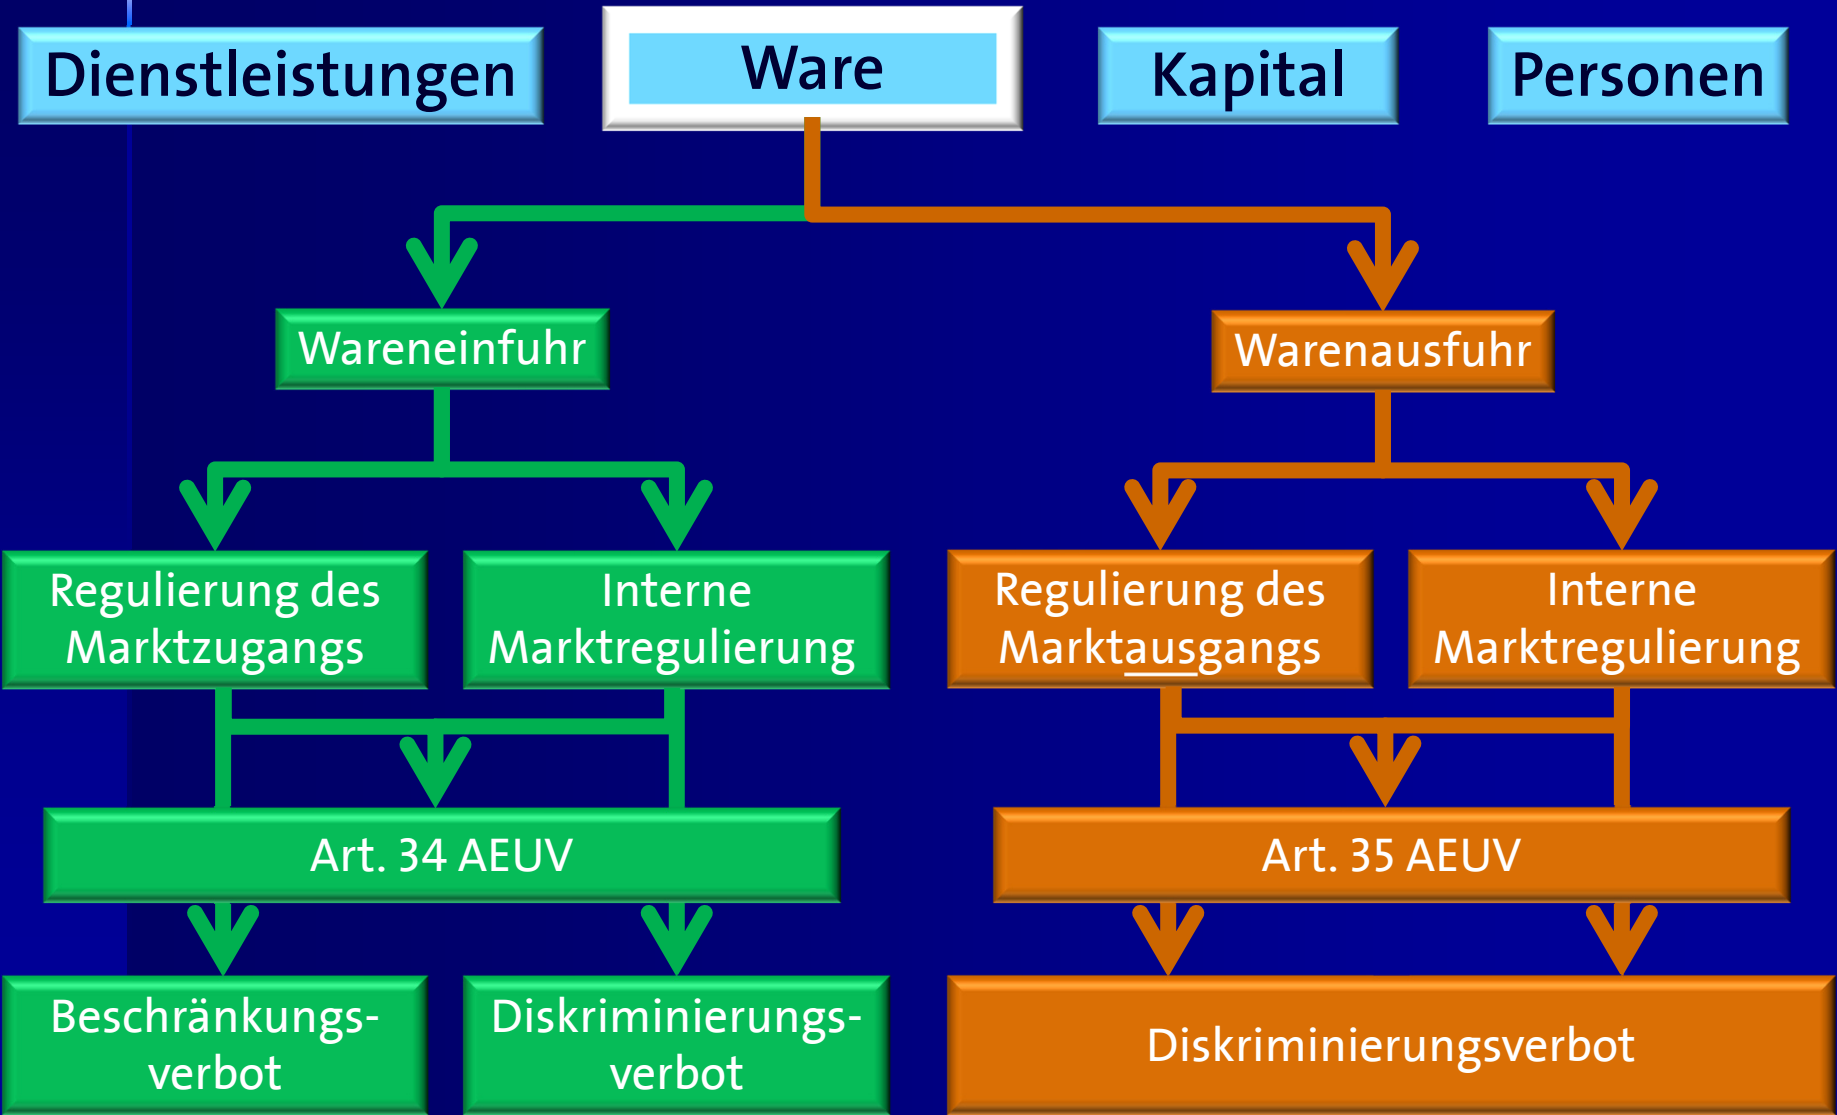 Dienstleistungen
Ware
Kapital
Personen
Wareneinfuhr
Warenausfuhr
Regulierung des
Marktzugangs
Interne
Marktregulierung
Regulierung des
Marktausgangs
Interne
Marktregulierung
Art. 34 AEUV
Art. 35 AEUV
Beschränkungs-
verbot
Diskriminierungs-
verbot
Diskriminierungsverbot